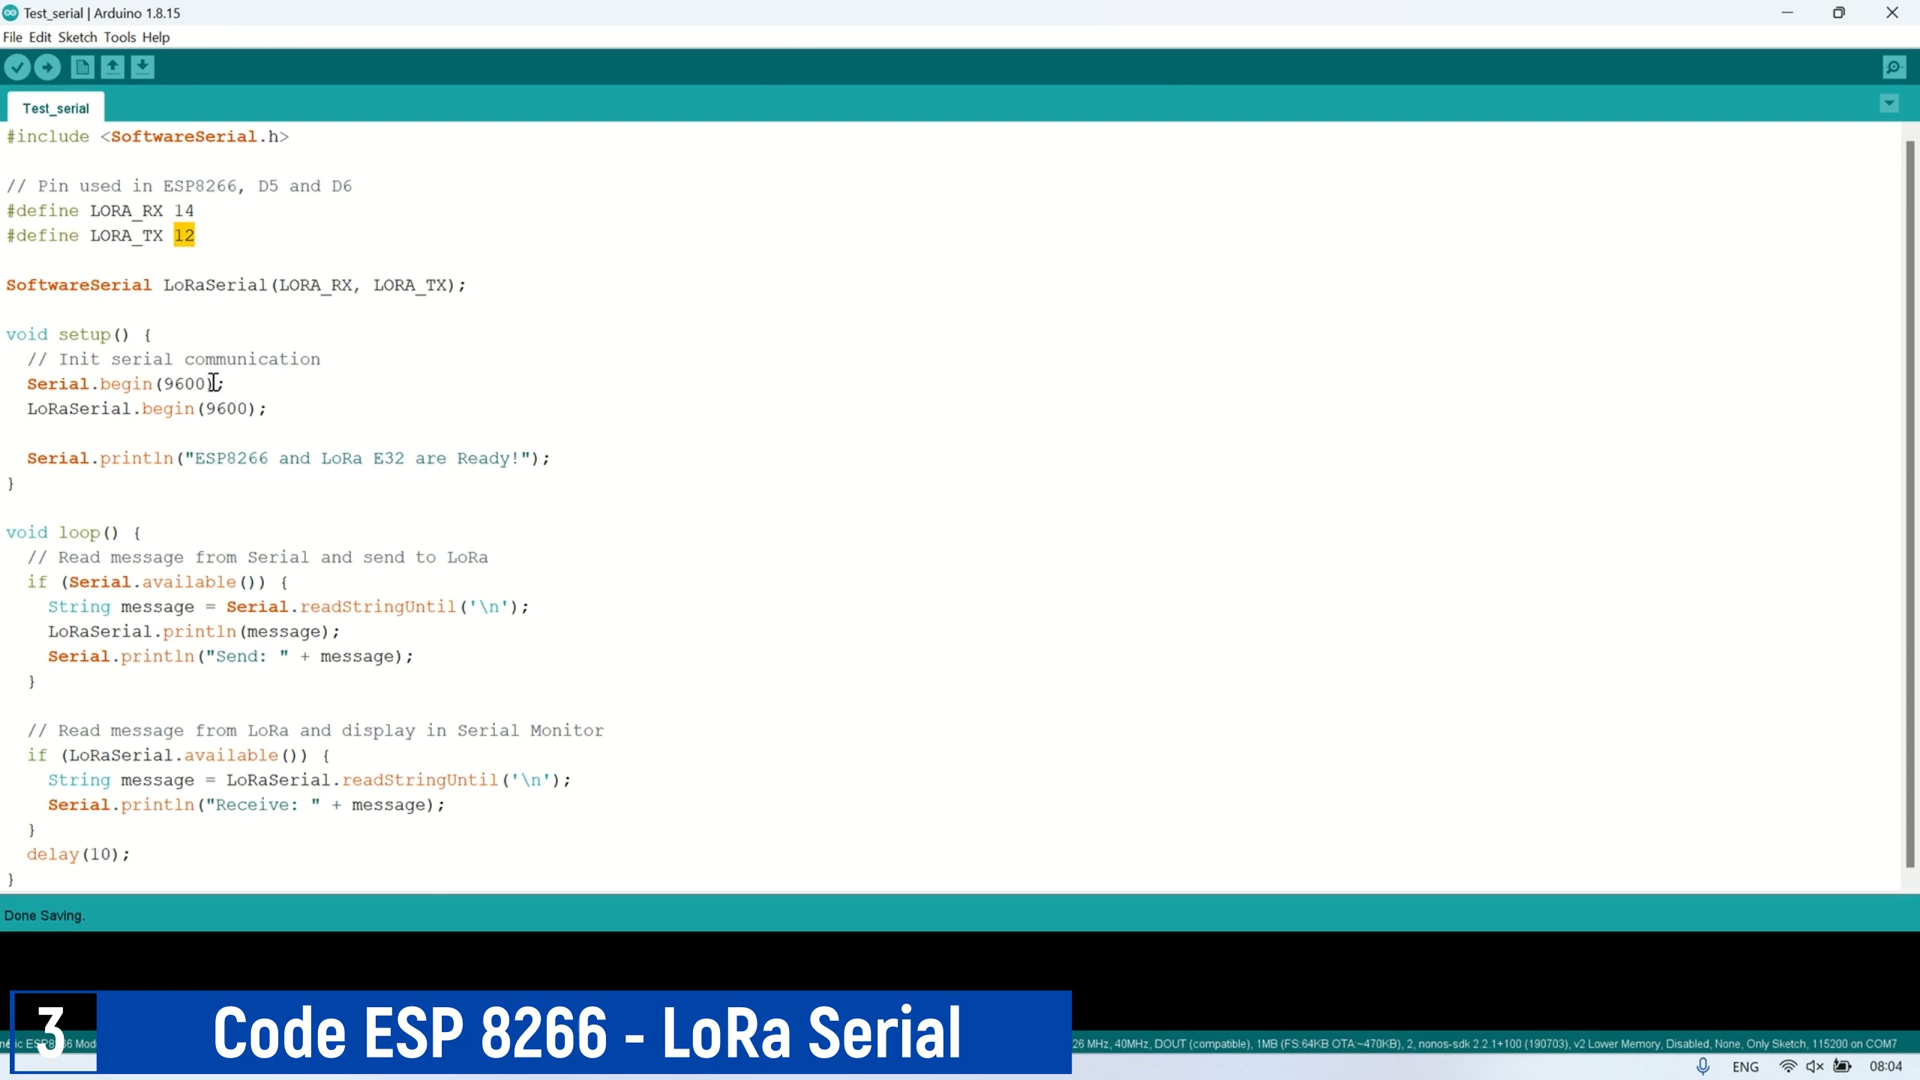 Test_serial | Arduino 1.8.15
File Edit Sketch Tools Help
Test_serial
#include <SoftwareSerial.h>
// Pin used in ESP8266, D5 and D6
#define LORA_RX 14
#define LORA_TX 12
SoftwareSerial LoRaSerial(LORA_RX, LORA_TX);
void setup() {
// Init serial communication
Serial.begin(9600);
LoRaSerial.begin(9600);
Serial.println("ESP8266 and LoRa E32 are Ready!");
}
void loop() {
// Read message from Serial and send to LoRa
if (Serial.available()) {
String message = Serial.readStringUntil('\n');
LoRaSerial.println(message);
Serial.println("Send: " + message);
}
// Read message from LoRa and display in Serial Monitor
if (LoRaSerial.available()) {
String message = LoRaSerial.readStringUntil('\n');
Serial.println("Receive: " + message);
}
delay(10);
}
Done Saving.
3 Code ESP 8266 - LoRa Serial
26 MHz, 40MHz, DOUT (compatible), 1MB (FS:64KB OTA:~470KB), 2, nonos-sdk 2.2.1+100 (190703), v2 Lower Memory, Disabled, None, Only Sketch, 115200 on COM7
ENG 08:04